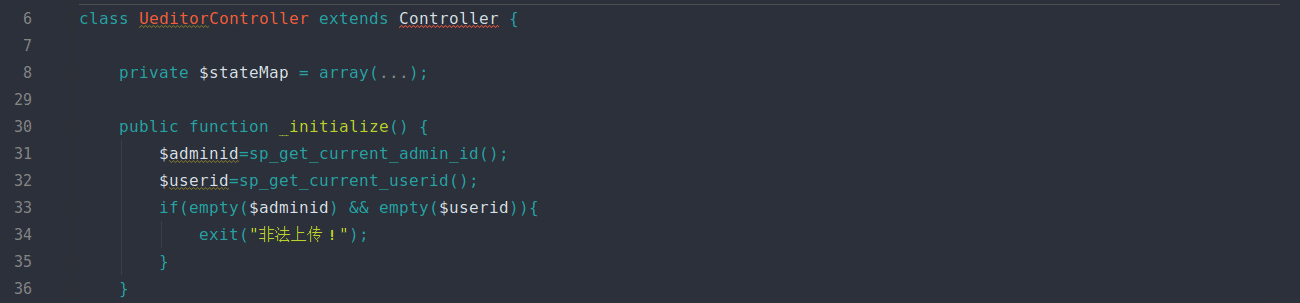 6 class UeditorController extends Controller {
7
8 private $stateMap = array(...);
29
30 public function _initialize() {
31 $adminid=sp_get_current_admin_id();
32 $userid=sp_get_current_userid();
33 if(empty($adminid) && empty($userid)){
34 exit("非法上传！");
35 }
36 }